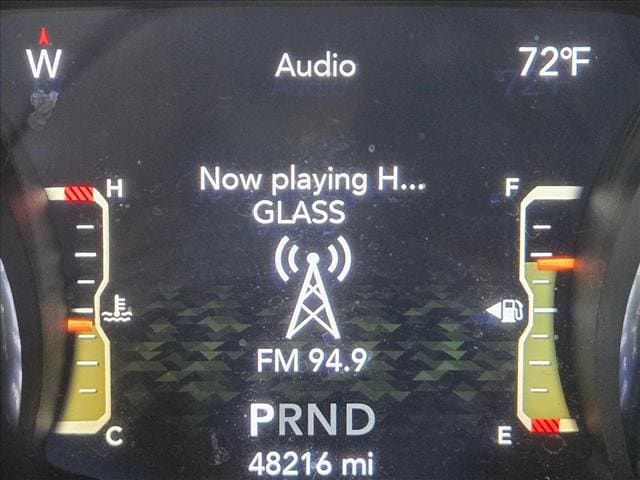 W
Audio
72°F
H
Now playing H...
F
GLASS
FM 94.9
C
PRND
E
48216 mi